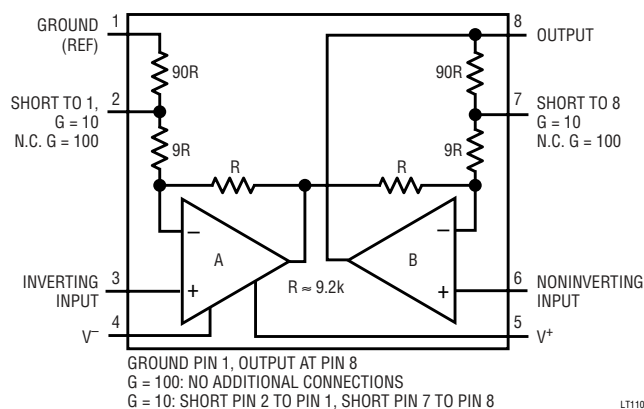 GROUND
(REF)
1
8
OUTPUT
90R
90R
SHORT TO 1,
G = 10
N.C. G = 100
2
7
SHORT TO 8
G = 10
N.C. G = 100
9R
9R
R
R
–
–
A
B
+
+
R ≈ 9.2k
INVERTING
INPUT
3
6
NONINVERTING
INPUT
V–
4
5
V+
GROUND PIN 1, OUTPUT AT PIN 8
G = 100: NO ADDITIONAL CONNECTIONS
G = 10: SHORT PIN 2 TO PIN 1, SHORT PIN 7 TO PIN 8
LT110